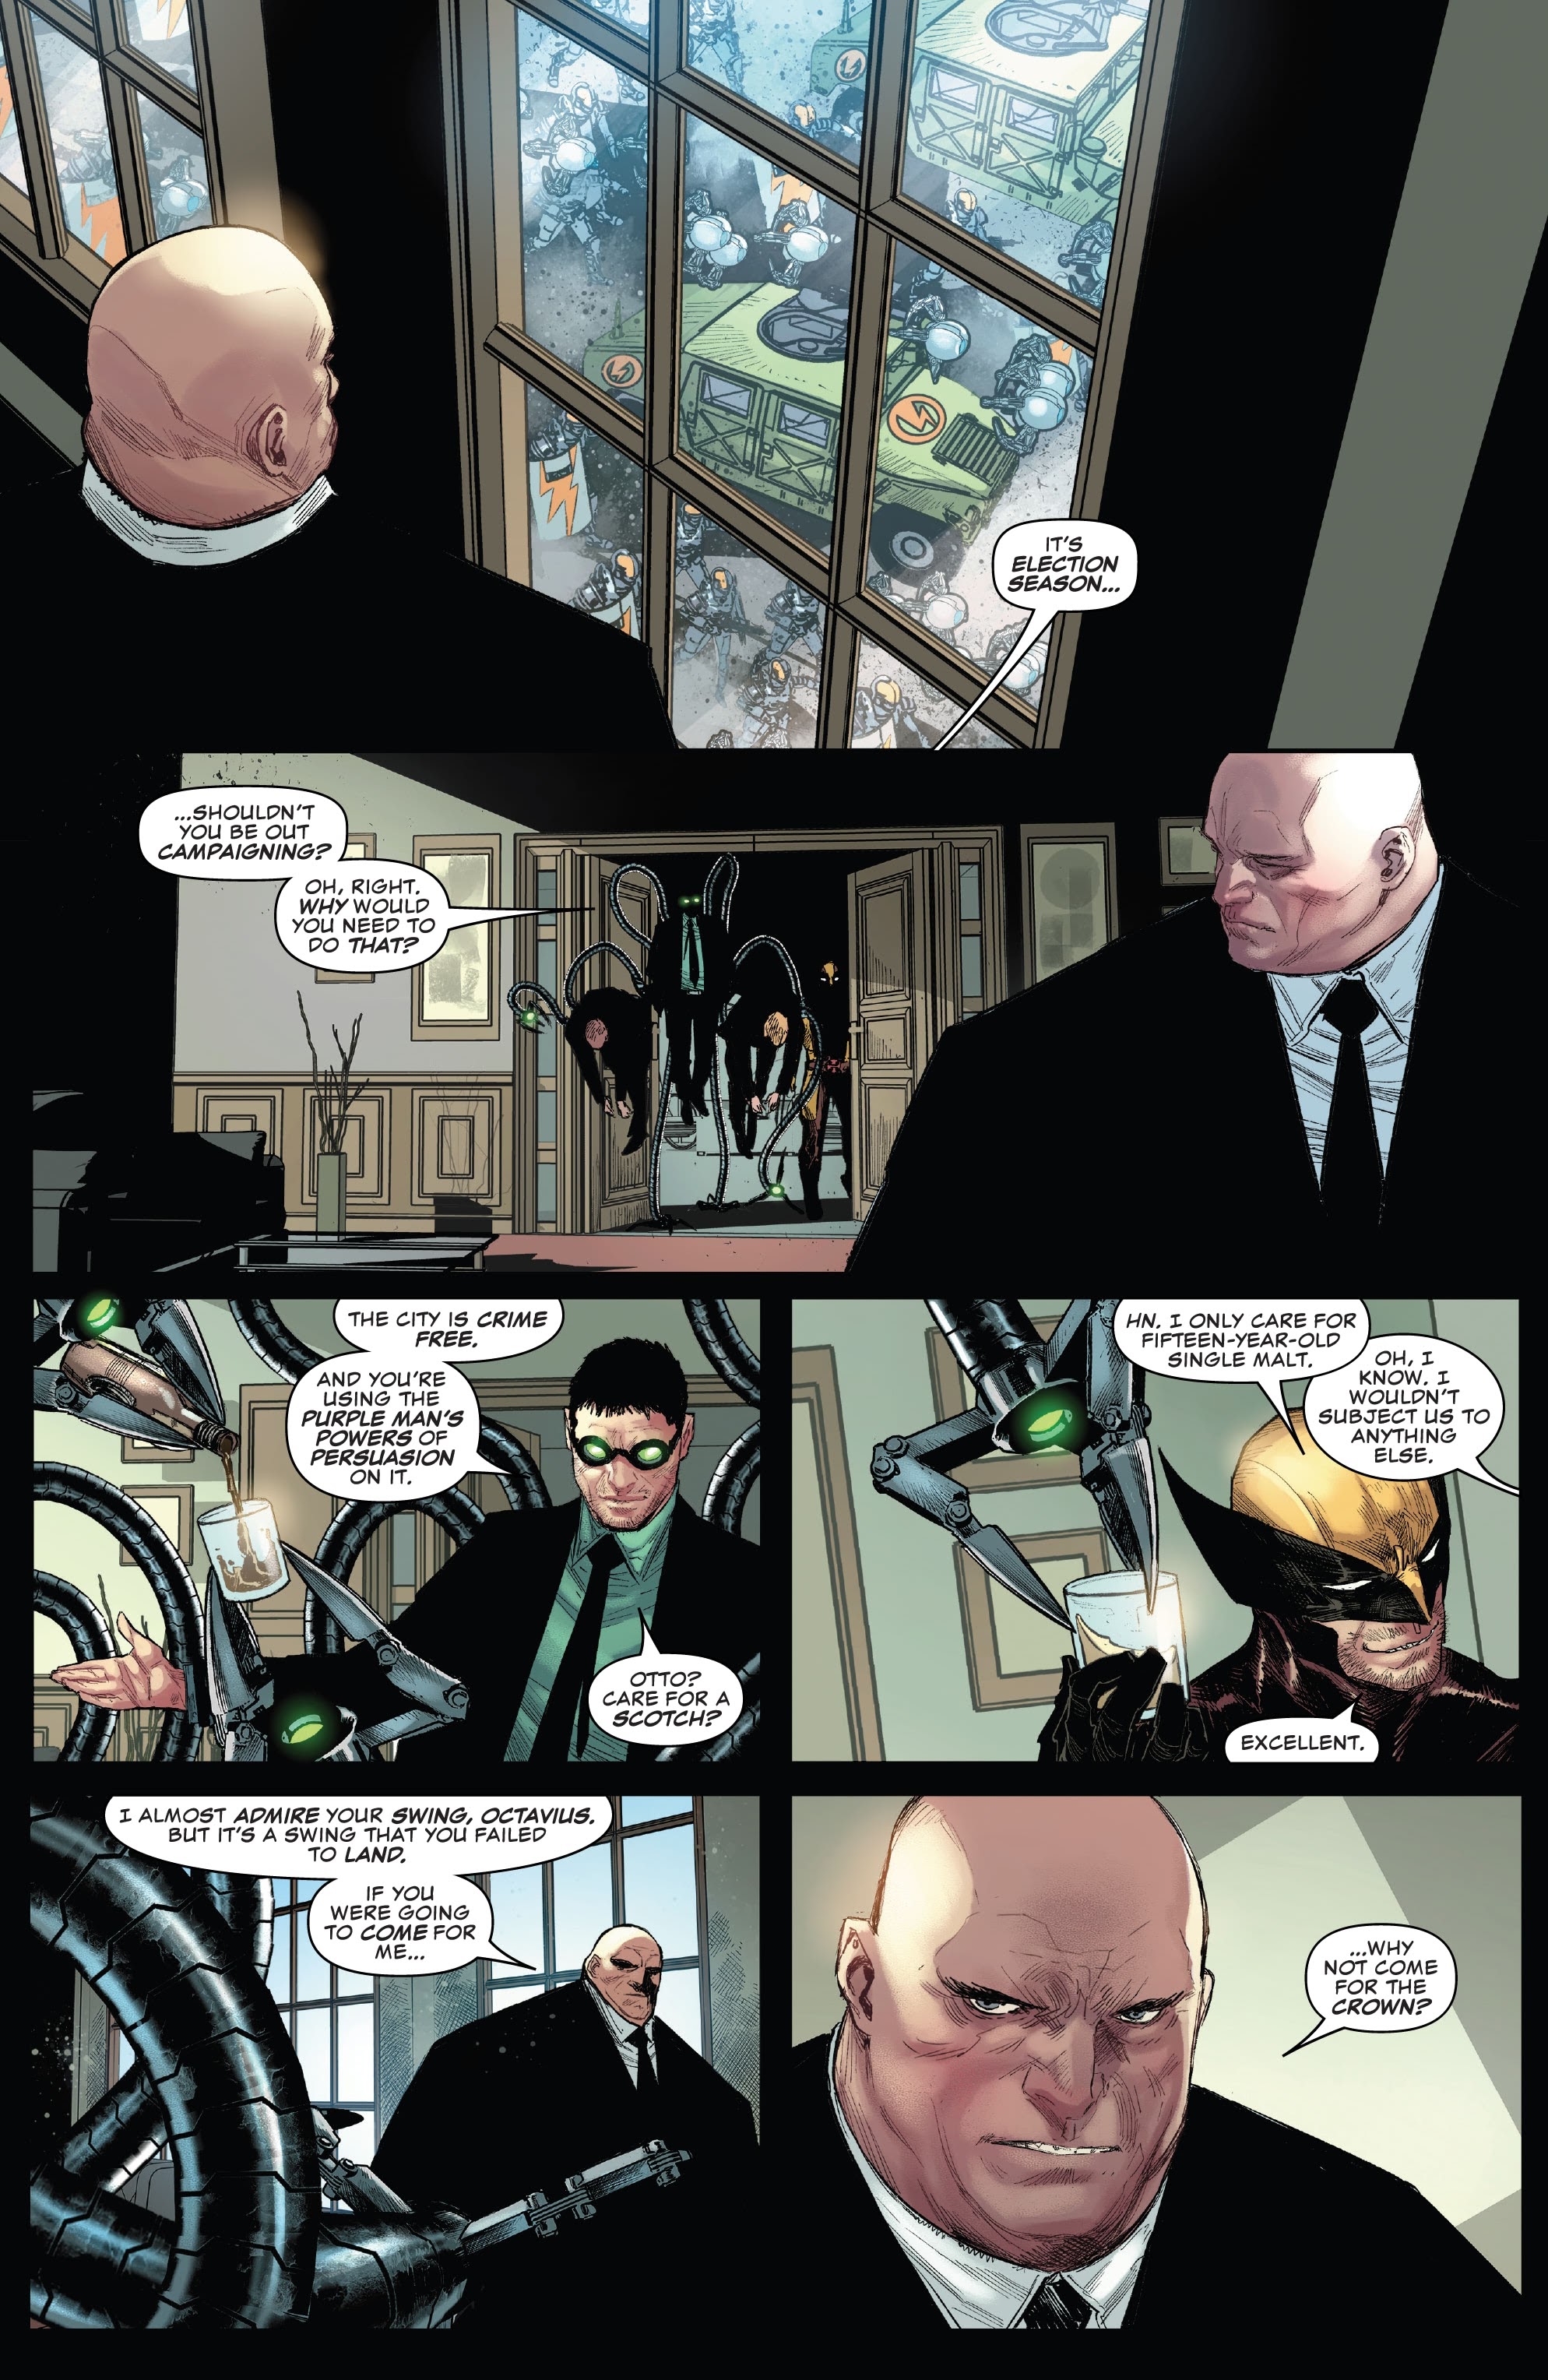 IT'S
ELECTION
SEASON...
...SHOULDN'T
YOU BE OUT
CAMPAIGNING?
OH, RIGHT.
WHY WOULD
YOU NEED TO
DO THAT?
THE CITY IS CRIME
FREE.
AND YOU'RE
USING THE
PURPLE MAN'S
POWERS OF
PERSUASION
ON IT.
OTTO?
CARE FOR A
SCOTCH?
HN. I ONLY CARE FOR
FIFTEEN-YEAR-OLD
SINGLE MALT.
OH, I
KNOW. I
WOULDN'T
SUBJECT US TO
ANYTHING
ELSE.
EXCELLENT.
I ALMOST ADMIRE YOUR SWING, OCTAVIUS.
BUT IT'S A SWING THAT YOU FAILED
TO LAND.
IF YOU
WERE GOING
TO COME FOR
ME...
...WHY
NOT COME
FOR THE
CROWN?